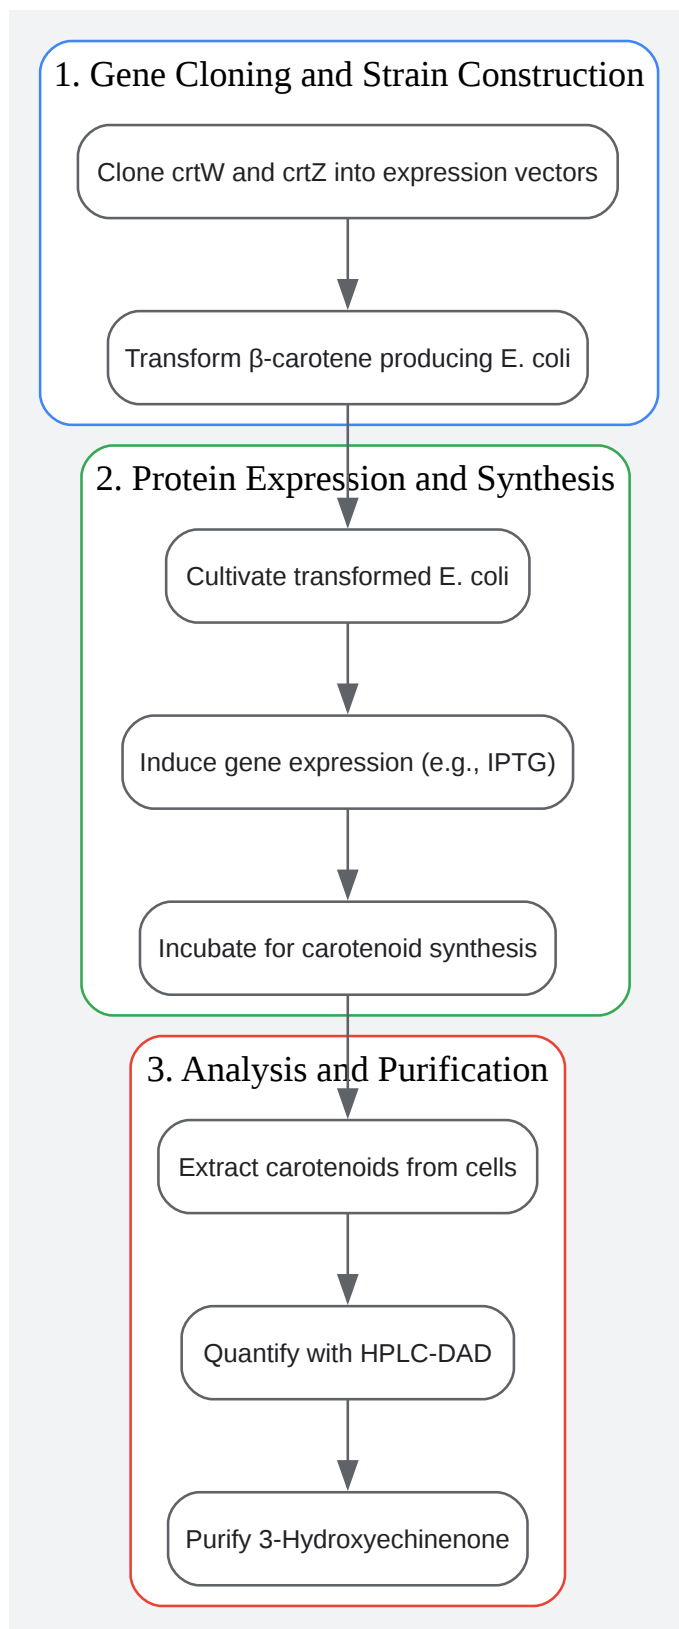 1. Gene Cloning and Strain Construction
Clone crtW and crtZ into expression vectors
Transform β-carotene producing E. coli
2. Protein Expression and Synthesis
Cultivate transformed E. coli
Induce gene expression (e.g., IPTG)
Incubate for carotenoid synthesis
3. Analysis and Purification
Extract carotenoids from cells
Quantify with HPLC-DAD
Purify 3-Hydroxyechinenone